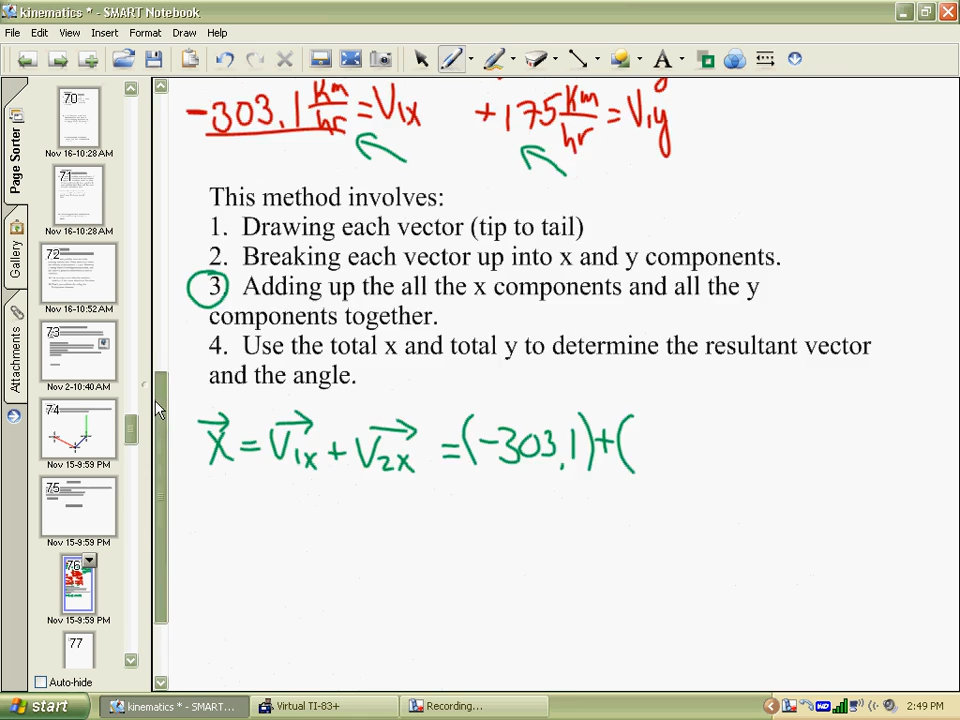 kinematics * - SMART Notebook
File Edit View Insert Format Draw Help
Page Sorter
Gallery
Attachments
70
Nov 16-10:28 AM
71
Nov 16-10:28 AM
72
Nov 16-10:52 AM
73
Nov 2-10:40 AM
74
Nov 15-9:59 PM
75
Nov 15-9:59 PM
76
Nov 15-9:59 PM
77
Auto-hide
-303.1 km/hr = V1x +175 km/hr = V1y
This method involves:
1. Drawing each vector (tip to tail)
2. Breaking each vector up into x and y components.
3. Adding up the all the x components and all the y
components together.
4. Use the total x and total y to determine the resultant vector
and the angle.
X = V1x + V2x = (-303.1)+(
start kinematics * - SMART... Virtual TI-83+ Recording... 2:49 PM